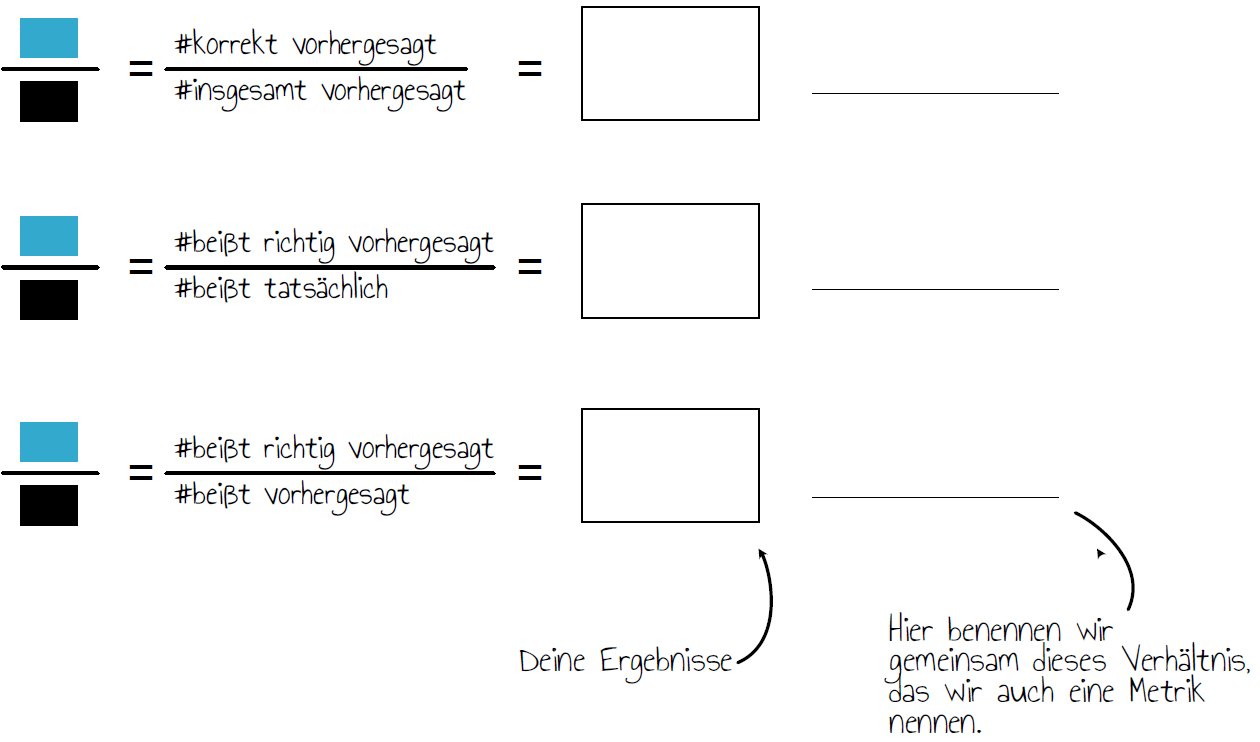 = #korrekt vorhergesagt =
#insgesamt vorhergesagt
= #beißt richtig vorhergesagt =
#beißt tatsächlich
= #beißt richtig vorhergesagt =
#beißt vorhergesagt
Deine Ergebnisse
Hier benennen wir
gemeinsam dieses Verhältnis,
das wir auch eine Metrik
nennen.